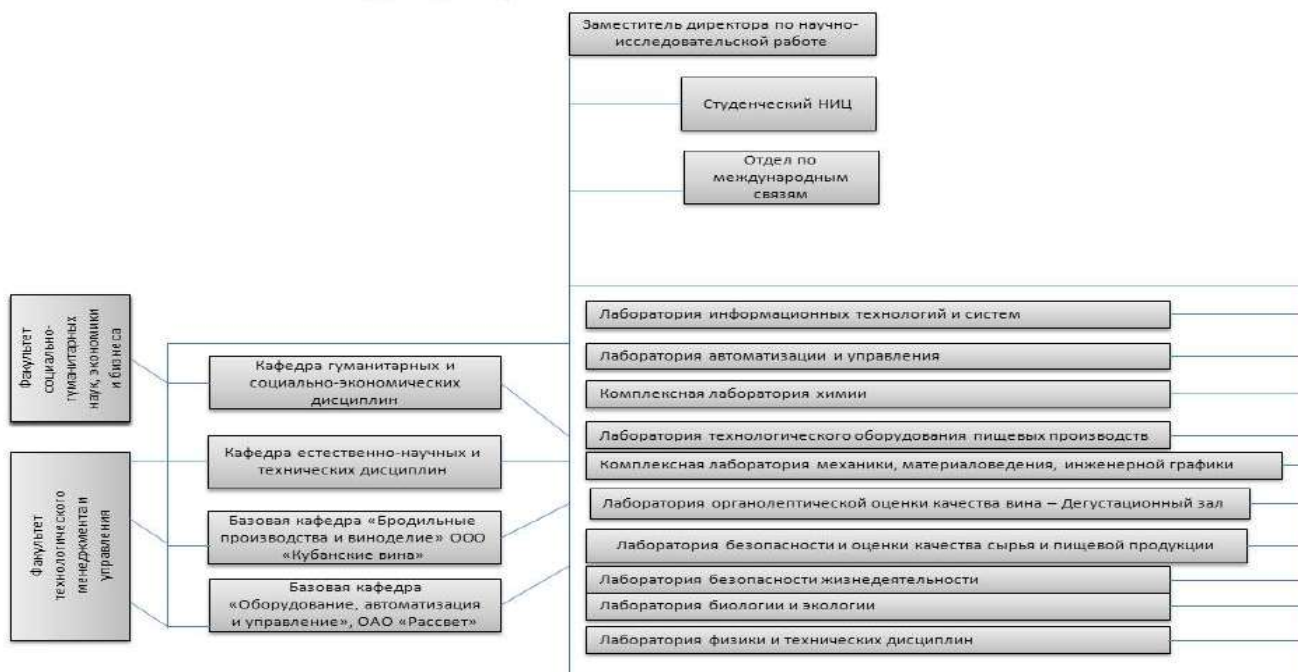 Заместитель директора по научно-
исследовательской работе
Студенческий НИЦ
Отдел по
международным
связям
Факультет
социально-
гуманитарных
наук, экономики
и бизнеса
Кафедра гуманитарных и
социально-экономических
дисциплин
Факультет
технологического
менеджмента и
управления
Кафедра естественно-научных и
технических дисциплин
Базовая кафедра «Бродильные
производства и виноделие» ООО
«Кубанские вина»
Базовая кафедра
«Оборудование, автоматизация
и управление», ОАО «Рассвет»
Лаборатория информационных технологий и систем
Лаборатория автоматизации и управления
Комплексная лаборатория химии
Лаборатория технологического оборудования пищевых производств
Комплексная лаборатория механики, материаловедения, инженерной графики
Лаборатория органолептической оценки качества вина – Дегустационный зал
Лаборатория безопасности и оценки качества сырья и пищевой продукции
Лаборатория безопасности жизнедеятельности
Лаборатория биологии и экологии
Лаборатория физики и технических дисциплин